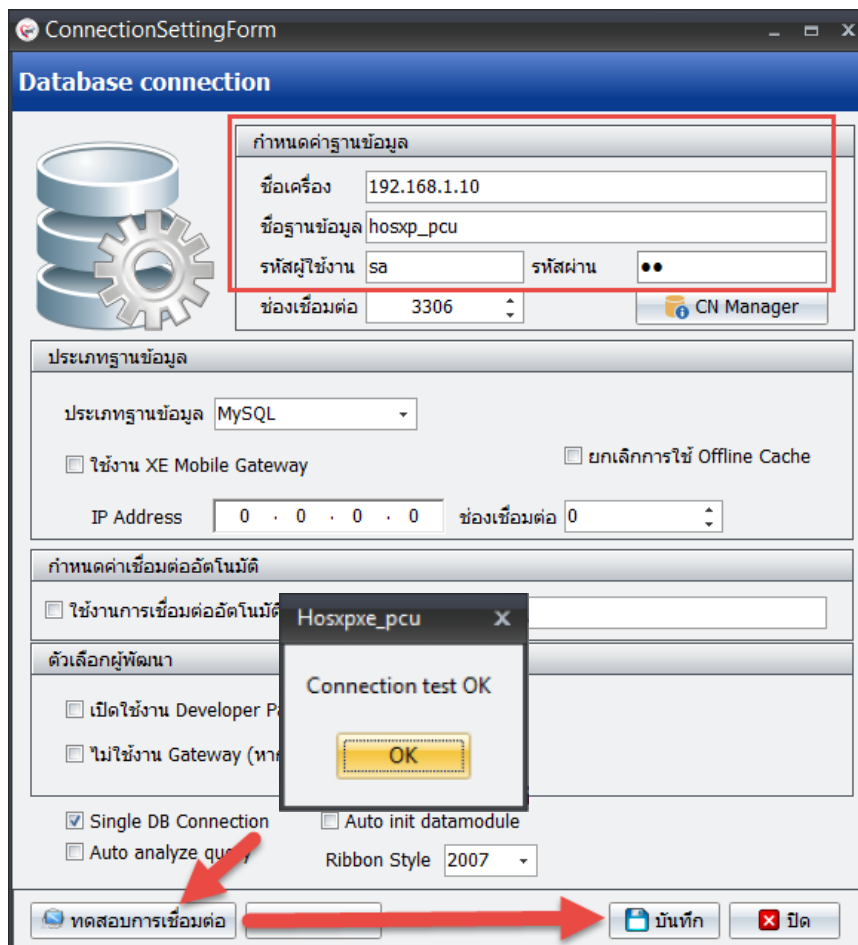 ConnectionSettingForm
Database connection
กำหนดค่าฐานข้อมูล
ชื่อเครื่อง 192.168.1.10
ชื่อฐานข้อมูล hosxp_pcu
รหัสผู้ใช้งาน sa รหัสผ่าน ●●
ช่องเชื่อมต่อ 3306 CN Manager
ประเภทฐานข้อมูล
ประเภทฐานข้อมูล MySQL
ใช้งาน XE Mobile Gateway ยกเลิกการใช้ Offline Cache
IP Address 0 . 0 . 0 . 0 ช่องเชื่อมต่อ 0
กำหนดค่าเชื่อมต่ออัตโนมัติ
ใช้งานการเชื่อมต่ออัตโนมัติ
Hosxpxe_pcu X
ตัวเลือกผู้พัฒนา
Connection test OK
เปิดใช้งาน Developer
ไม่ใช้งาน Gateway
OK
Single DB Connection Auto init datamodule
Auto analyze query Ribbon Style 2007
ทดสอบการเชื่อมต่อ บันทึก ปิด